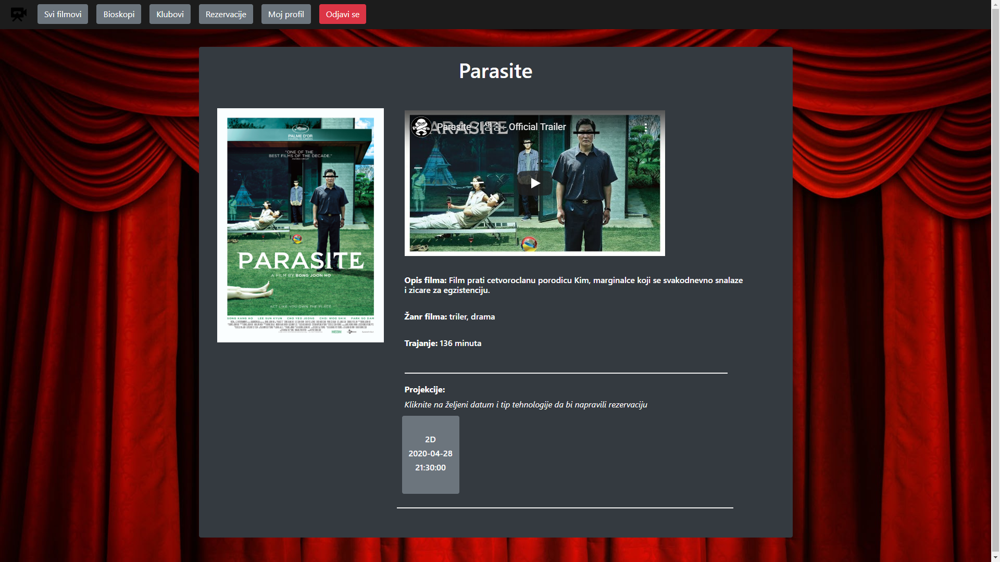 Svi filmovi
Bioskopi
Klubovi
Rezervacije
Moj profil
Odjavi se
Parasite
PALME D'OR
FESTIVAL DE CANNES
"ONE OF THE
BEST FILMS OF THE DECADE."
AWARDS CIRCUIT
PARASITE
A FILM BY BONG JOON HO
ACT LIKE YOU OWN THE PLACE
SONG KANG HO LEE SUN KYUN CHO YEO JEONG CHOI WOO SHIK PARK SO DAM
NEON
PARASITE
Parasite 기생충 - Official Trailer
Opis filma: Film prati cetvoroclanu porodicu Kim, marginalce koji se svakodnevno snalaze
i zicare za egzistenciju.
Žanr filma: triler, drama
Trajanje: 136 minuta
Projekcije:
Kliknite na željeni datum i tip tehnologije da bi napravili rezervaciju
2D
2020-04-28
21:30:00